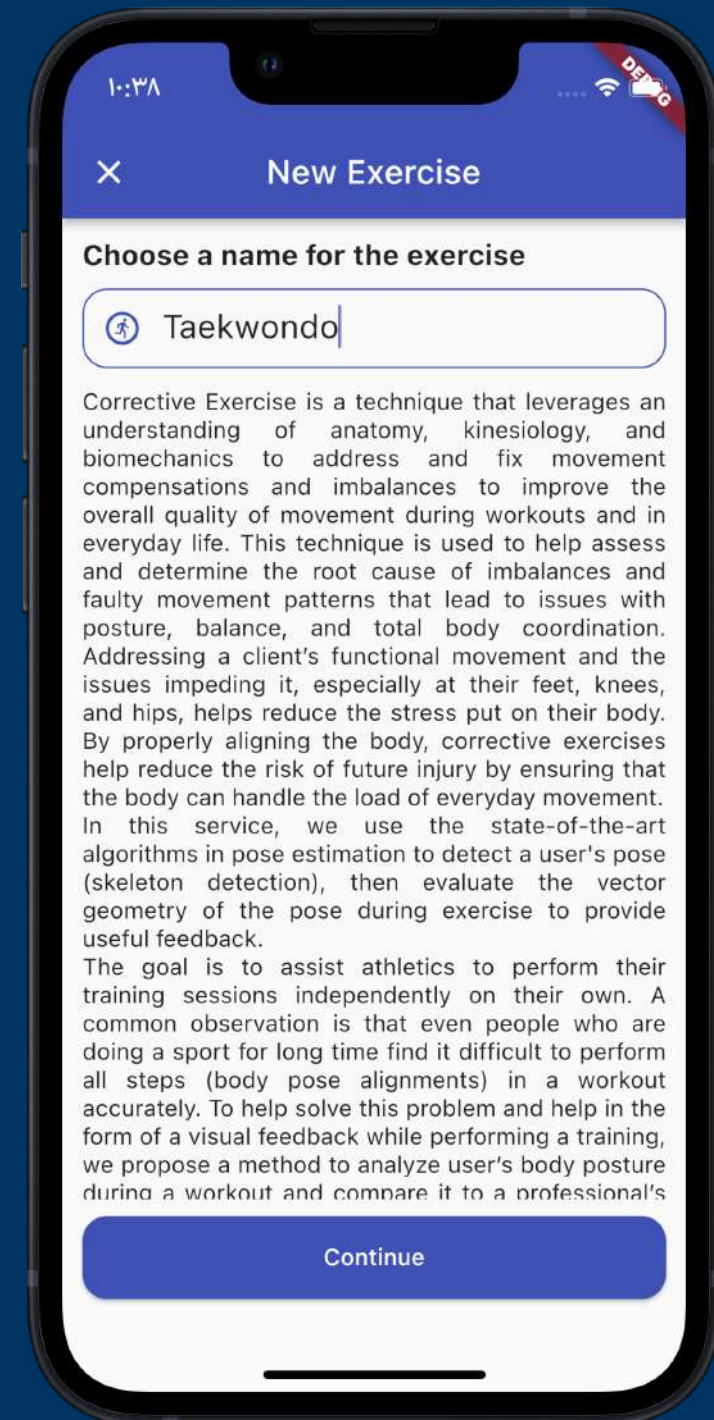 ۱۰:۳۸
DEBUG
New Exercise
Choose a name for the exercise
Taekwondo
Corrective Exercise is a technique that leverages an
understanding of anatomy, kinesiology, and
biomechanics to address and fix movement
compensations and imbalances to improve the
overall quality of movement during workouts and in
everyday life. This technique is used to help assess
and determine the root cause of imbalances and
faulty movement patterns that lead to issues with
posture, balance, and total body coordination.
Addressing a client’s functional movement and the
issues impeding it, especially at their feet, knees,
and hips, helps reduce the stress put on their body.
By properly aligning the body, corrective exercises
help reduce the risk of future injury by ensuring that
the body can handle the load of everyday movement.
In this service, we use the state-of-the-art
algorithms in pose estimation to detect a user's pose
(skeleton detection), then evaluate the vector
geometry of the pose during exercise to provide
useful feedback.
The goal is to assist athletics to perform their
training sessions independently on their own. A
common observation is that even people who are
doing a sport for long time find it difficult to perform
all steps (body pose alignments) in a workout
accurately. To help solve this problem and help in the
form of a visual feedback while performing a training,
we propose a method to analyze user’s body posture
during a workout and compare it to a professional’s
Continue